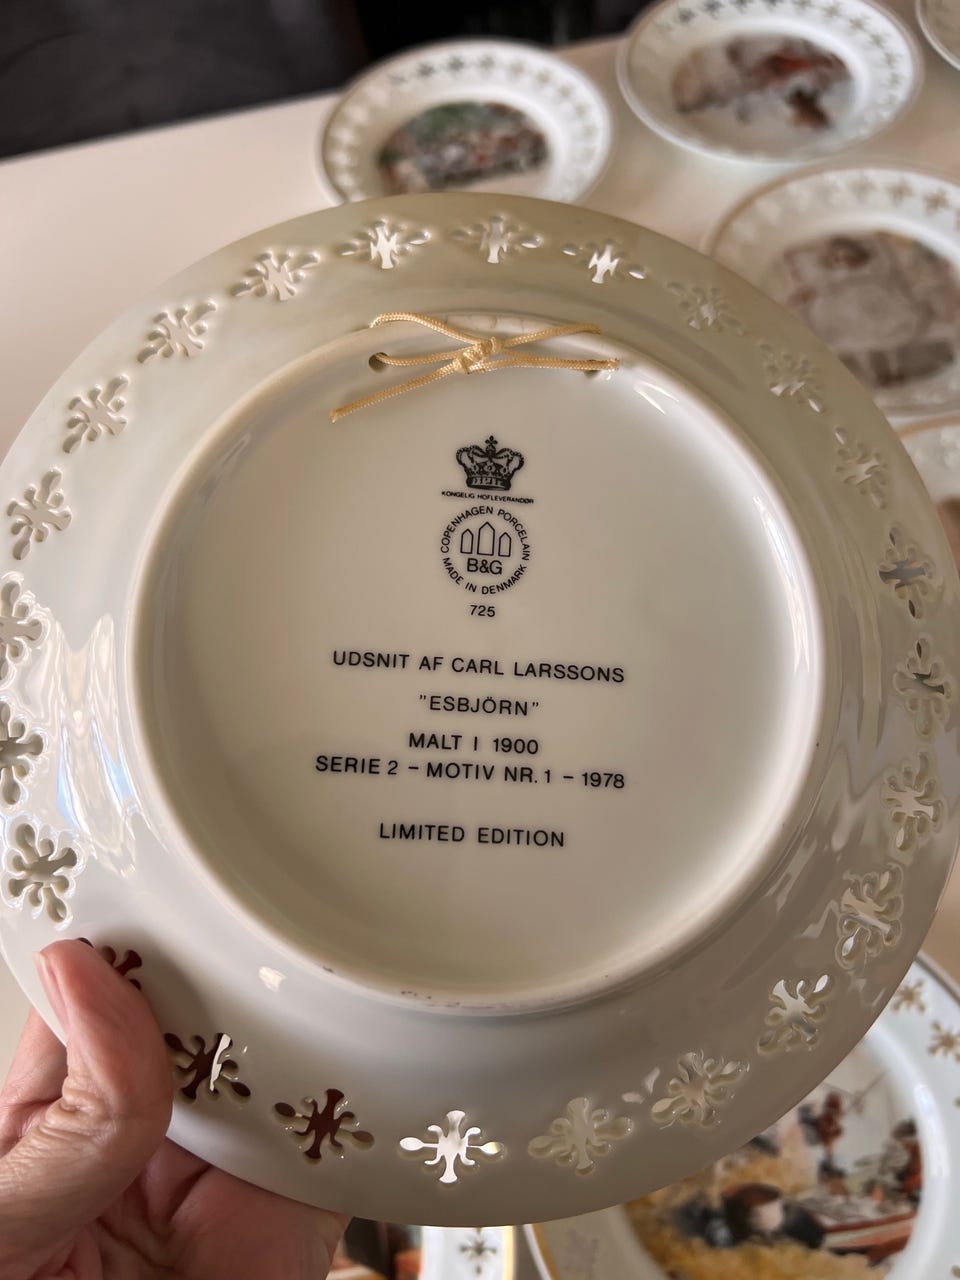 KONGELIG HOFLEVERANDØR
COPENHAGEN PORCELAIN
B&G
MADE IN DENMARK
725
UDSNIT AF CARL LARSSONS
"ESBJÖRN"
MALT I 1900
SERIE 2 - MOTIV NR. 1 - 1978
LIMITED EDITION